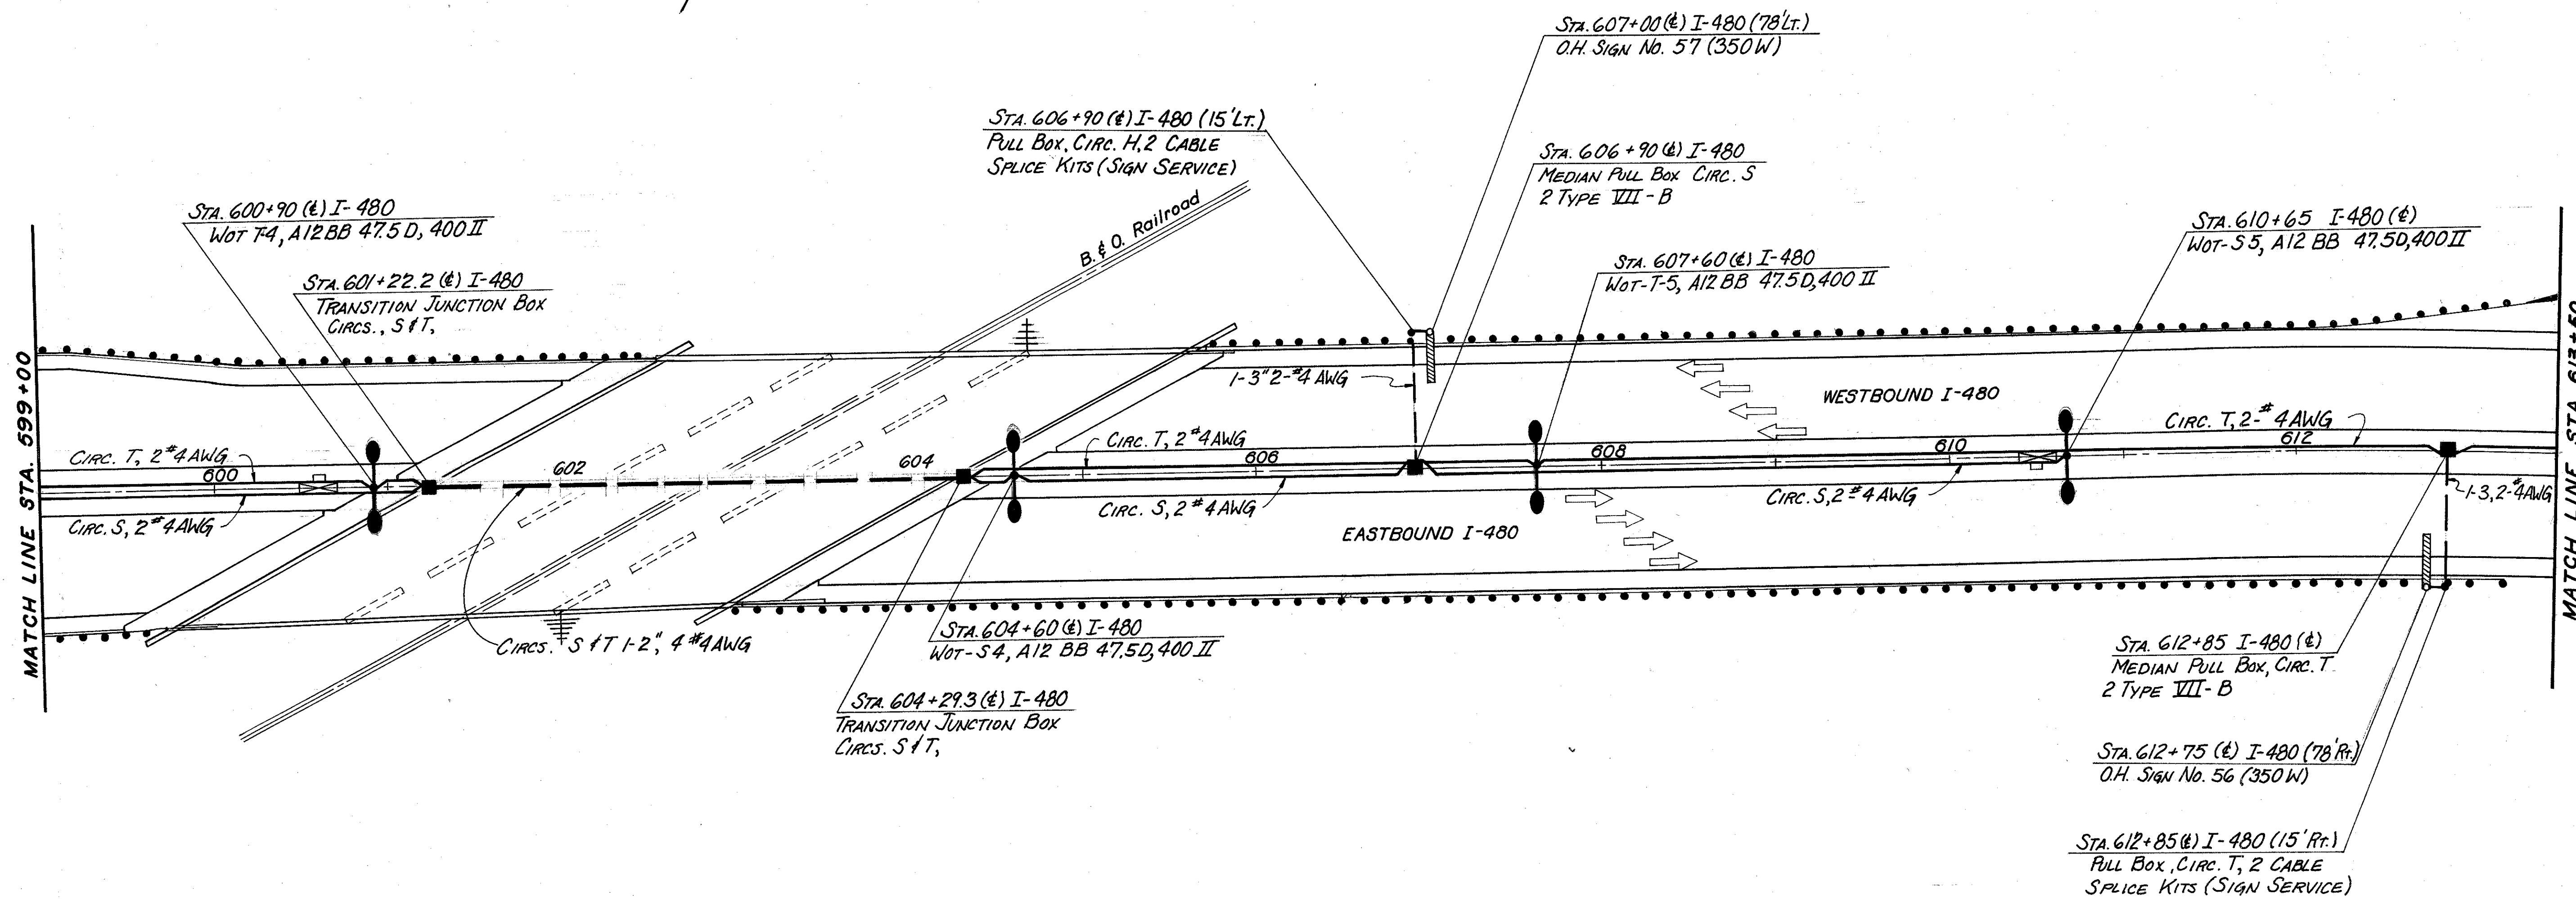 STA. 607+00 (℄) I-480 (78' LT.)
O.H. SIGN NO. 57 (350 W)
STA. 606+90 (℄) I-480 (15' LT.)
PULL BOX, CIRC. H, 2 CABLE
SPLICE KITS (SIGN SERVICE)
STA. 606+90 (℄) I-480
MEDIAN PULL BOX CIRC. S
2 TYPE VII-B
STA. 600+90 (℄) I-480
WOT T-4, A12 BB 47.5 D, 400 II
B. & O. Railroad
STA. 610+65 I-480 (℄)
WOT-S 5, A12 BB 47.5D, 400 II
STA. 601+22.2 (℄) I-480
TRANSITION JUNCTION BOX
CIRCS., S & T,
STA. 607+60 (℄) I-480
WOT-T-5, A12 BB 47.5 D, 400 II
MATCH LINE STA. 599+00
1-3" 2-#4 AWG
WESTBOUND I-480
CIRC. T, 2-#4 AWG
MATCH LINE STA. 613+50
CIRC. T, 2#4 AWG
600
602
604
CIRC. T, 2#4 AWG
606
608
610
612
CIRC. S, 2#4 AWG
CIRC. S, 2#4 AWG
CIRC. S, 2#4 AWG
1-3, 2-#4 AWG
EASTBOUND I-480
CIRCS. S & T 1-2", 4 #4 AWG
STA. 604+60 (℄) I-480
WOT-S 4, A12 BB 47.5D, 400 II
STA. 604+29.3 (℄) I-480
TRANSITION JUNCTION BOX
CIRCS. S & T,
STA. 612+85 I-480 (℄)
MEDIAN PULL BOX, CIRC. T
2 TYPE VII-B
STA. 612+75 (℄) I-480 (78' RT.)
O.H. SIGN NO. 56 (350 W)
STA. 612+85 (℄) I-480 (15' RT.)
PULL BOX, CIRC. T, 2 CABLE
SPLICE KITS (SIGN SERVICE)